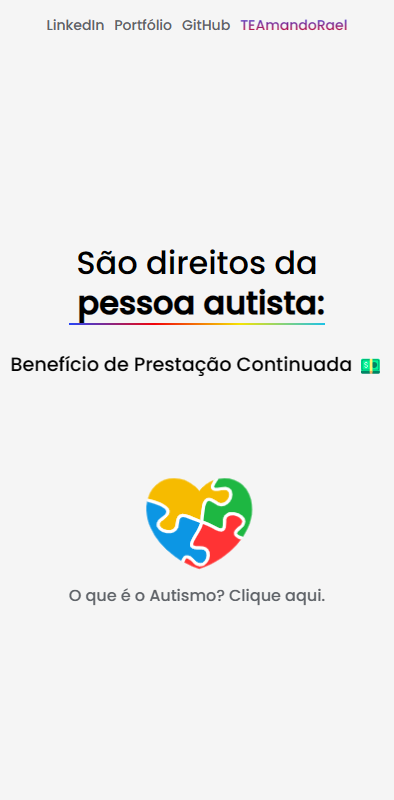 LinkedIn Portfólio GitHub TEAmandoRael
São direitos da
pessoa autista:
Benefício de Prestação Continuada 💵
O que é o Autismo? Clique aqui.